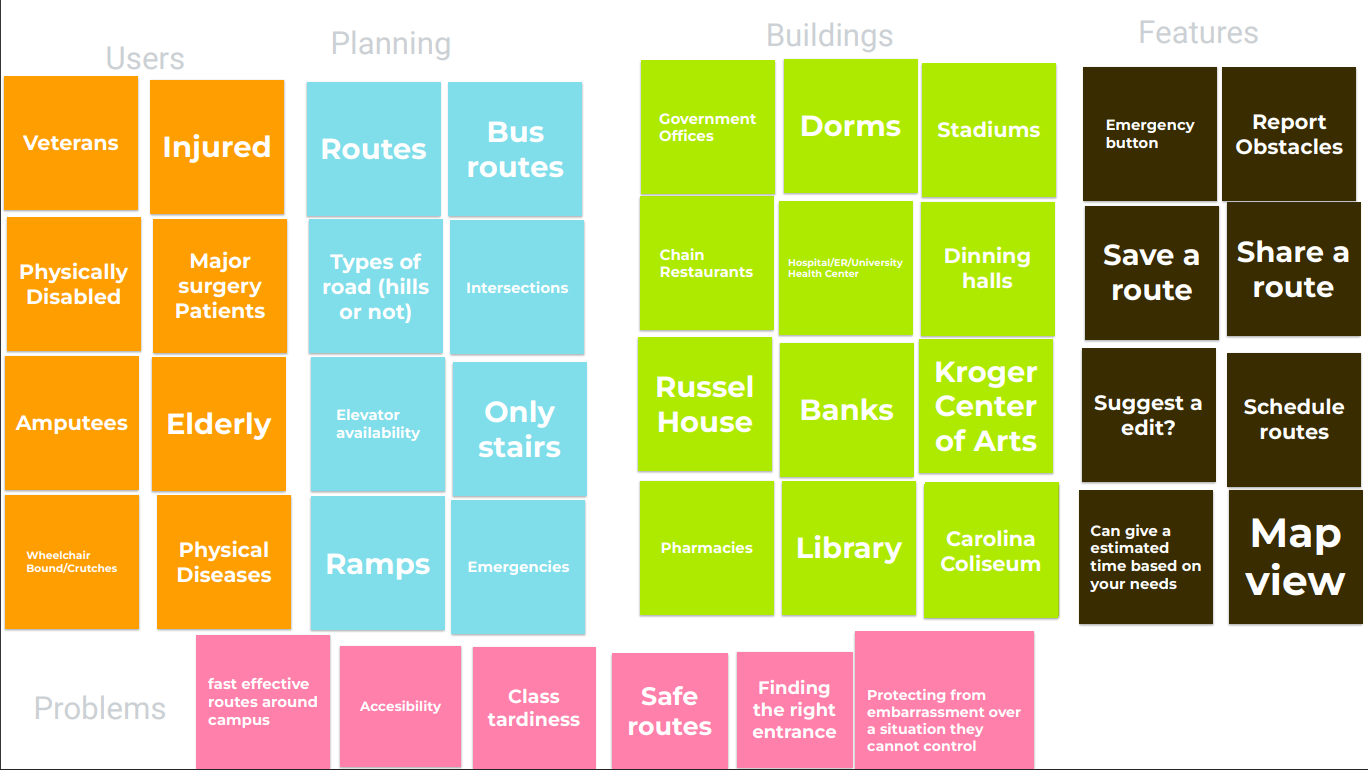 Users
Veterans
Injured
Physically
Disabled
Major
surgery
Patients
Amputees
Elderly
Wheelchair
Bound/Crutches
Physical
Diseases
Planning
Routes
Bus
routes
Types of
road (hills
or not)
Intersections
Elevator
availability
Only
stairs
Ramps
Emergencies
Buildings
Government
Offices
Dorms
Stadiums
Chain
Restaurants
Hospital/ER/University
Health Center
Dinning
halls
Russel
House
Banks
Kroger
Center
of Arts
Pharmacies
Library
Carolina
Coliseum
Features
Emergency
button
Report
Obstacles
Save a
route
Share a
route
Suggest a
edit?
Schedule
routes
Can give a
estimated
time based on
your needs
Map
view
Problems
fast effective
routes around
campus
Accesibility
Class
tardiness
Safe
routes
Finding
the right
entrance
Protecting from
embarrassment over
a situation they
cannot control